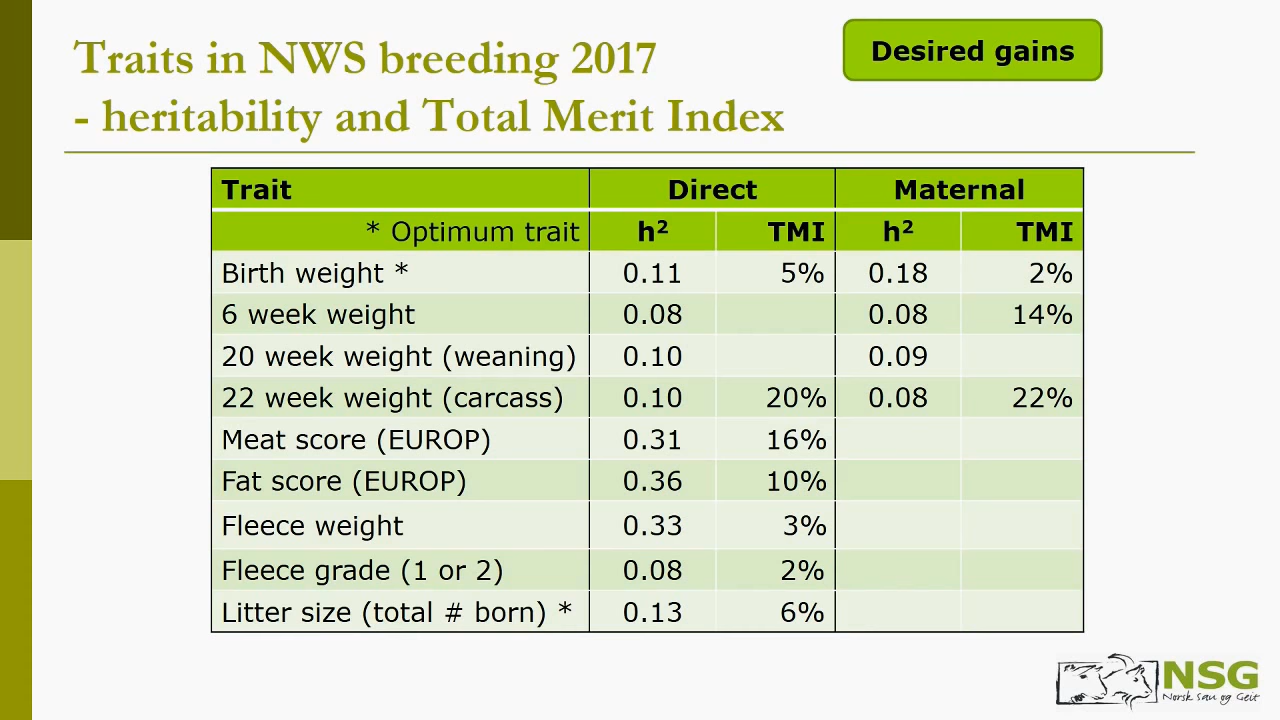 Traits in NWS breeding 2017
- heritability and Total Merit Index
Desired gains
Trait Direct Maternal
* Optimum trait h² TMI h² TMI
Birth weight * 0.11 5% 0.18 2%
6 week weight 0.08 0.08 14%
20 week weight (weaning) 0.10 0.09
22 week weight (carcass) 0.10 20% 0.08 22%
Meat score (EUROP) 0.31 16%
Fat score (EUROP) 0.36 10%
Fleece weight 0.33 3%
Fleece grade (1 or 2) 0.08 2%
Litter size (total # born) * 0.13 6%
NSG
Norsk Sau og Geit